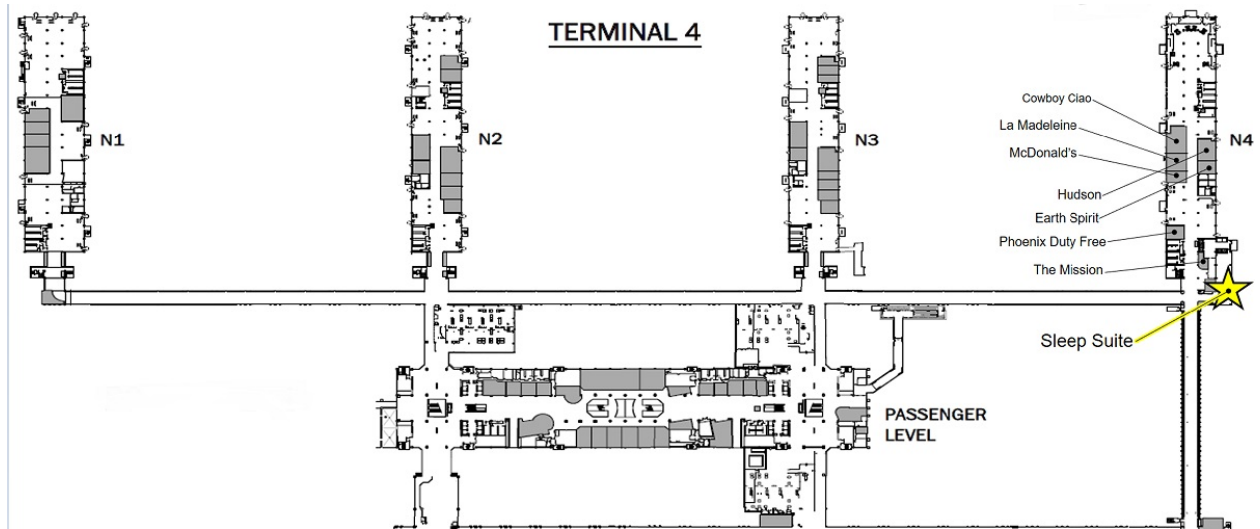 TERMINAL 4
N1
N2
N3
N4
Cowboy Ciao
La Madeleine
McDonald's
Hudson
Earth Spirit
Phoenix Duty Free
The Mission
Sleep Suite
PASSENGER
LEVEL